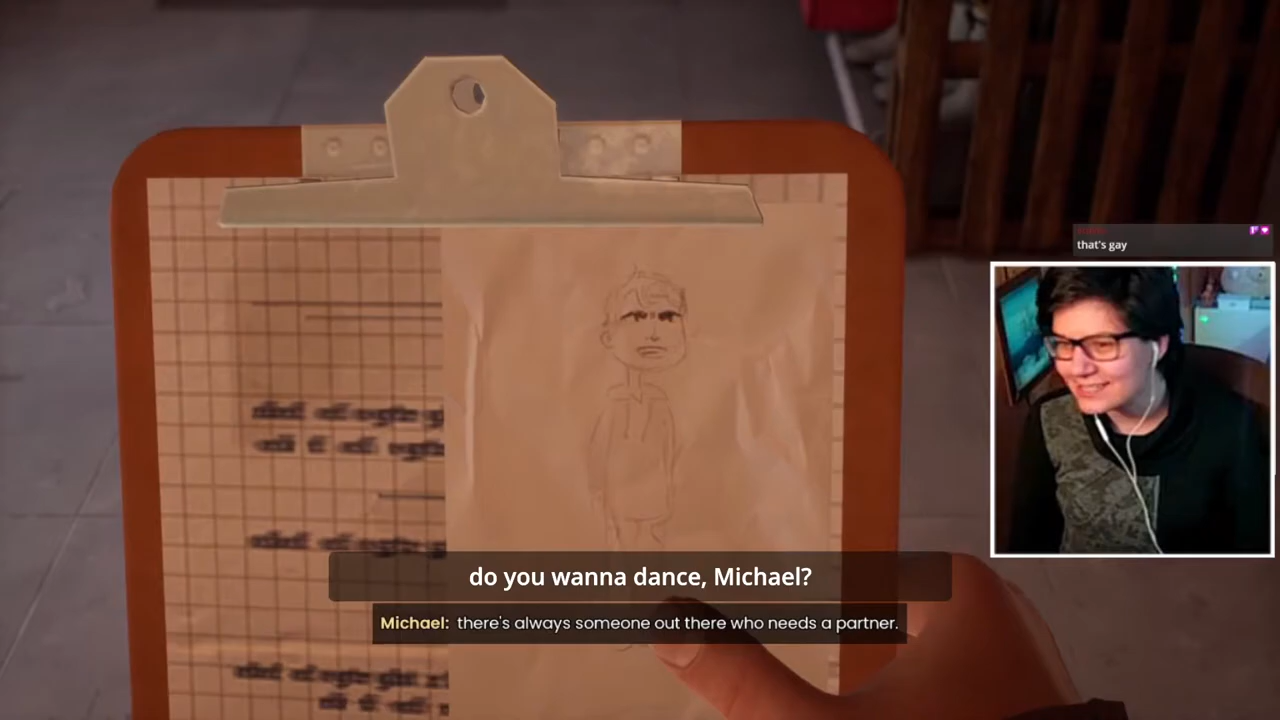 that's gay
do you wanna dance, Michael?
Michael: there's always someone out there who needs a partner.